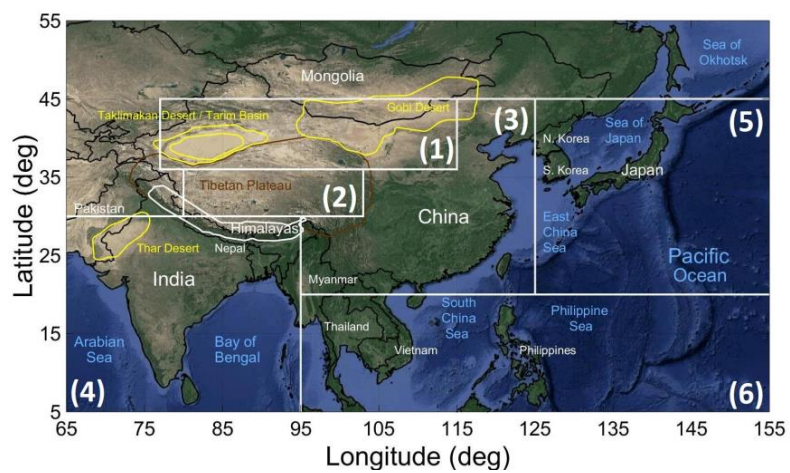 55
45
35
25
15
5
Latitude (deg)
65
75
85
95
105
115
125
135
145
155
Longitude (deg)
Sea of
Okhotsk
Mongolia
Taklimakan Desert / Tarim Basin
Gobi Desert
(3)
(5)
N. Korea
Sea of
Japan
(1)
S. Korea
Japan
Tibetan Plateau
(2)
Pakistan
China
East
China
Sea
Himalayas
Thar Desert
Nepal
Pacific
Ocean
India
Myanmar
South
China
Sea
Philippine
Sea
Thailand
Arabian
Sea
Bay of
Bengal
Vietnam
Philippines
(4)
(6)